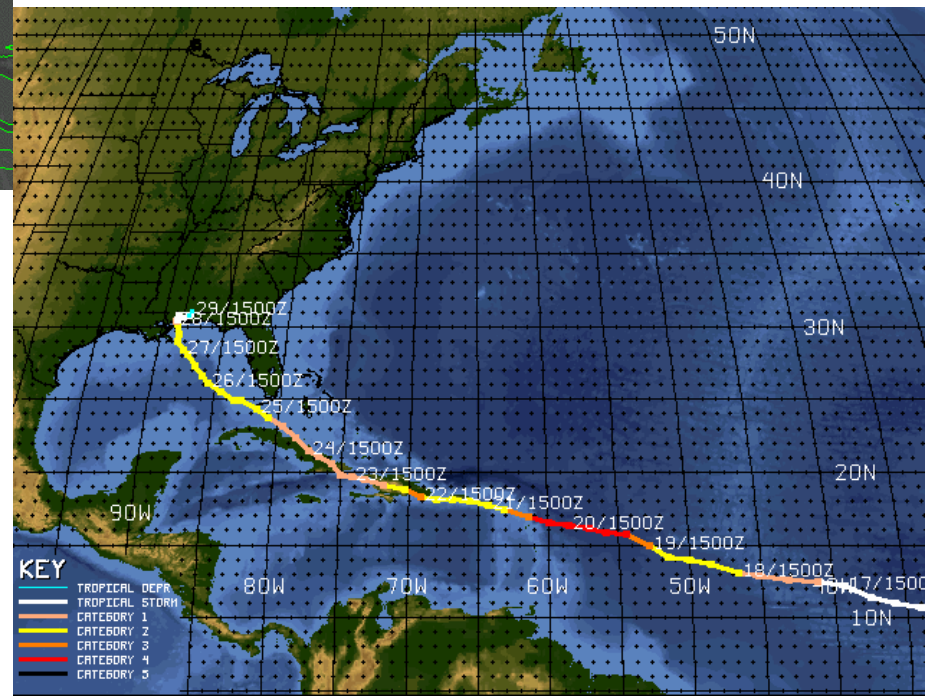 50N
40N
29/1500Z
28/1500Z
27/1500Z
30N
26/1500Z
25/1500Z
24/1500Z
23/1500Z
20N
22/1500Z
21/1500Z
90W
20/1500Z
19/1500Z
KEY
18/1500Z
17/1500
80W
70W
60W
50W
40W
10N
TROPICAL DEPR
TROPICAL STORM
CATEGORY 1
CATEGORY 2
CATEGORY 3
CATEGORY 4
CATEGORY 5